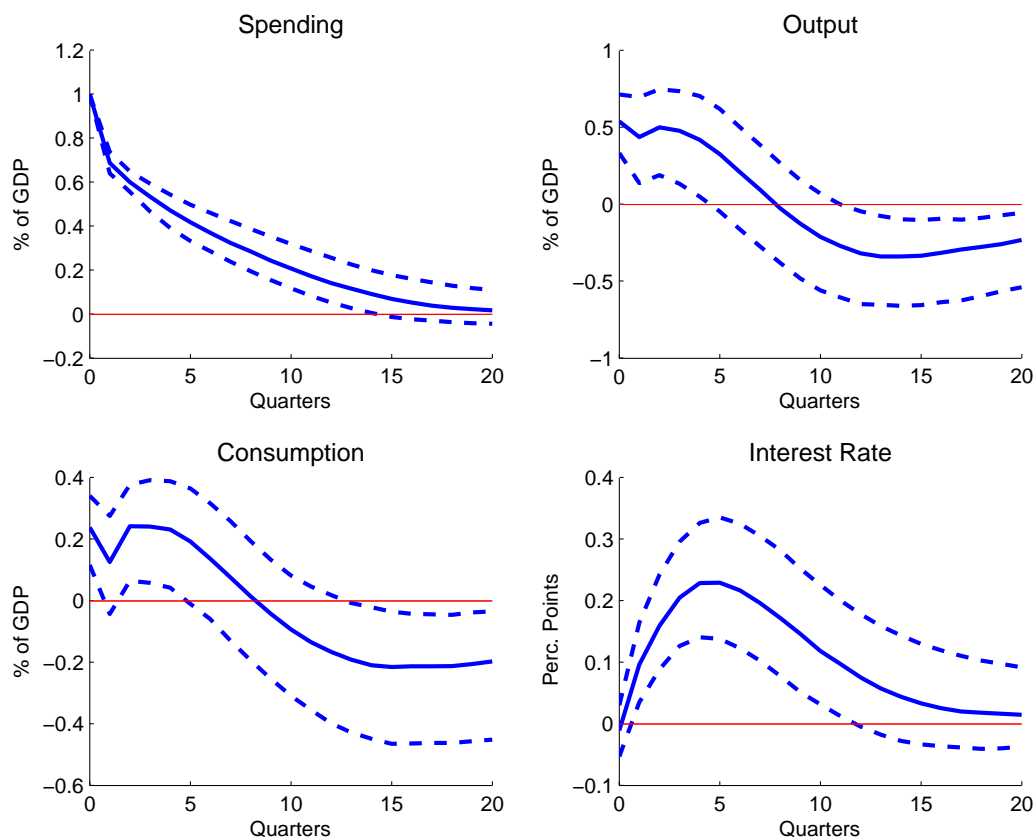 Spending
Output
1.2
1
0.8
0.6
0.4
0.2
0
−0.2
% of GDP
0 5 10 15 20
Quarters
1
0.5
0
−0.5
−1
% of GDP
0 5 10 15 20
Quarters
Consumption
Interest Rate
0.4
0.2
0
−0.2
−0.4
−0.6
% of GDP
0 5 10 15 20
Quarters
0.4
0.3
0.2
0.1
0
−0.1
Perc. Points
0 5 10 15 20
Quarters